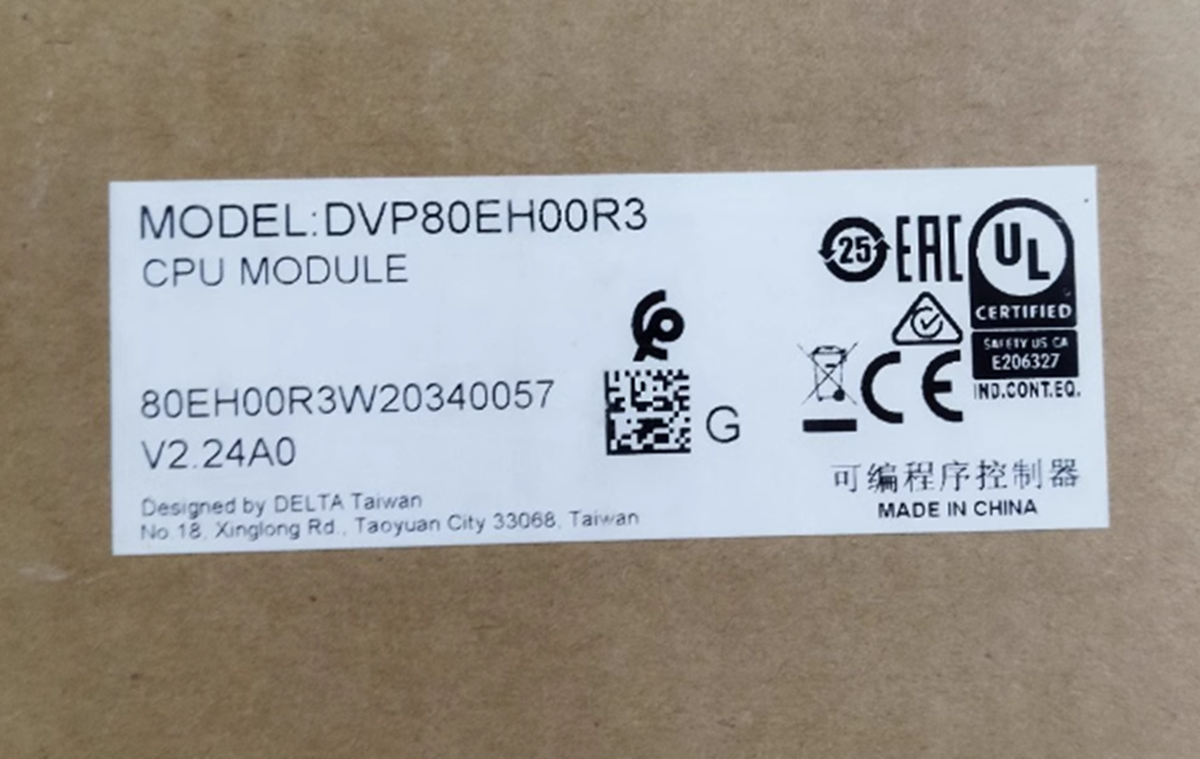 MODEL:DVP80EH00R3
CPU MODULE
80EH00R3W20340057
V2.24A0
Designed by DELTA Taiwan
No.18, Xinglong Rd., Taoyuan City 33068, Taiwan
G
25
EAC
UL
CERTIFIED
SAFETY US CA
E206327
IND.CONT.EQ.
CE
可编程序控制器
MADE IN CHINA